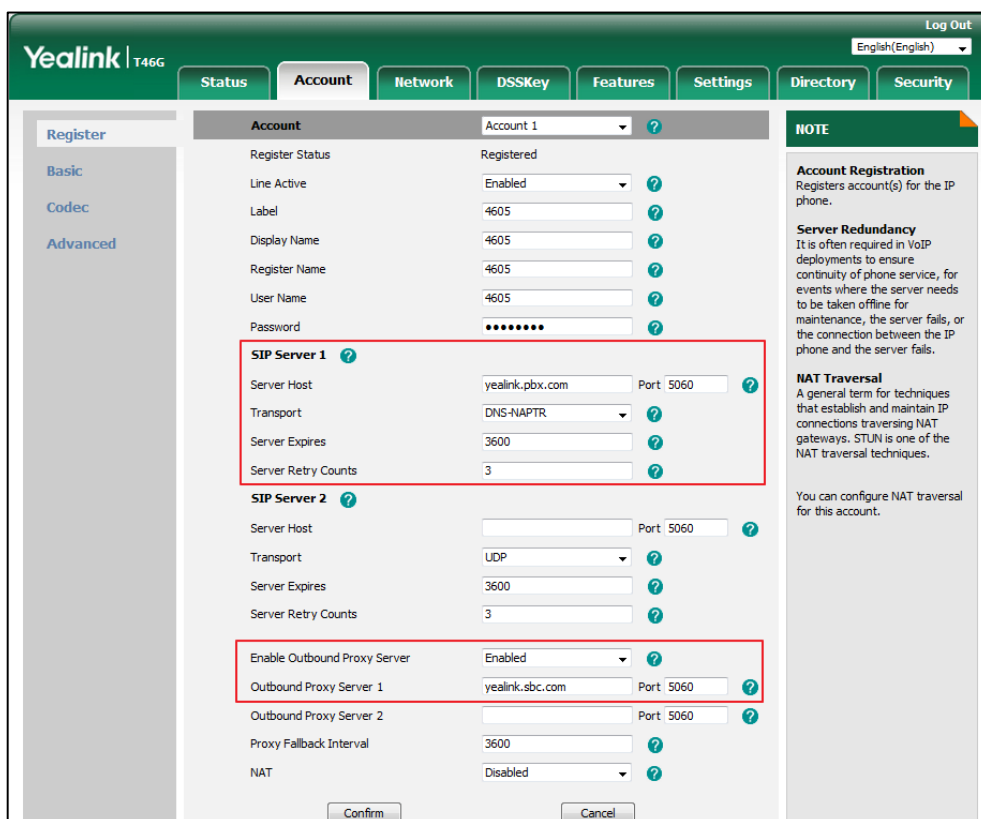 Log Out
Yealink T46G
English(English)
Status Account Network DSSKey Features Settings Directory Security
Register
Basic
Codec
Advanced
Account Account 1 ?
Register Status Registered
Line Active Enabled ?
Label 4605 ?
Display Name 4605 ?
Register Name 4605 ?
User Name 4605 ?
Password •••••••• ?
SIP Server 1 ?
Server Host yealink.pbx.com Port 5060 ?
Transport DNS-NAPTR ?
Server Expires 3600 ?
Server Retry Counts 3 ?
SIP Server 2 ?
Server Host Port 5060 ?
Transport UDP ?
Server Expires 3600 ?
Server Retry Counts 3 ?
Enable Outbound Proxy Server Enabled ?
Outbound Proxy Server 1 yealink.sbc.com Port 5060 ?
Outbound Proxy Server 2 Port 5060 ?
Proxy Fallback Interval 3600 ?
NAT Disabled ?
Confirm Cancel
NOTE
Account Registration
Registers account(s) for the IP
phone.
Server Redundancy
It is often required in VoIP
deployments to ensure
continuity of phone service, for
events where the server needs
to be taken offline for
maintenance, the server fails, or
the connection between the IP
phone and the server fails.
NAT Traversal
A general term for techniques
that establish and maintain IP
connections traversing NAT
gateways. STUN is one of the
NAT traversal techniques.
You can configure NAT traversal
for this account.